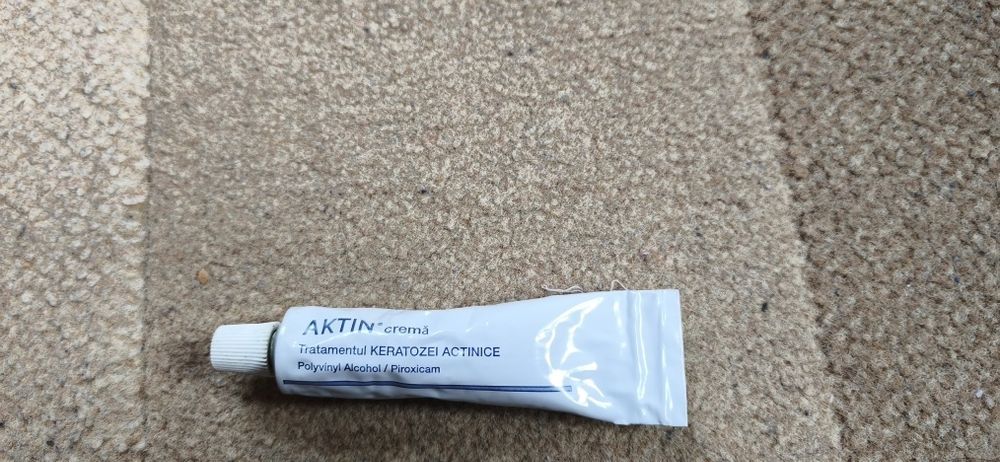 AKTIN® cremă
Tratamentul KERATOZEI ACTINICE
Polyvinyl Alcohol / Piroxicam